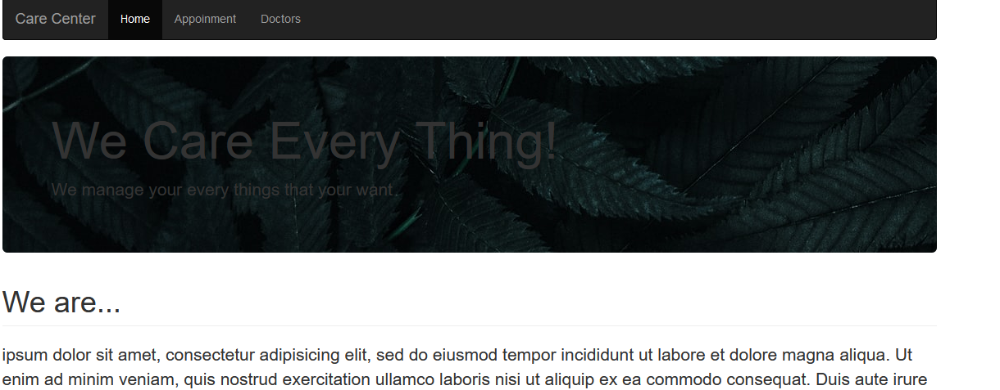 Care Center Home Appoinment Doctors
We Care Every Thing!
We manage your every things that your want.
We are...
ipsum dolor sit amet, consectetur adipisicing elit, sed do eiusmod tempor incididunt ut labore et dolore magna aliqua. Ut
enim ad minim veniam, quis nostrud exercitation ullamco laboris nisi ut aliquip ex ea commodo consequat. Duis aute irure